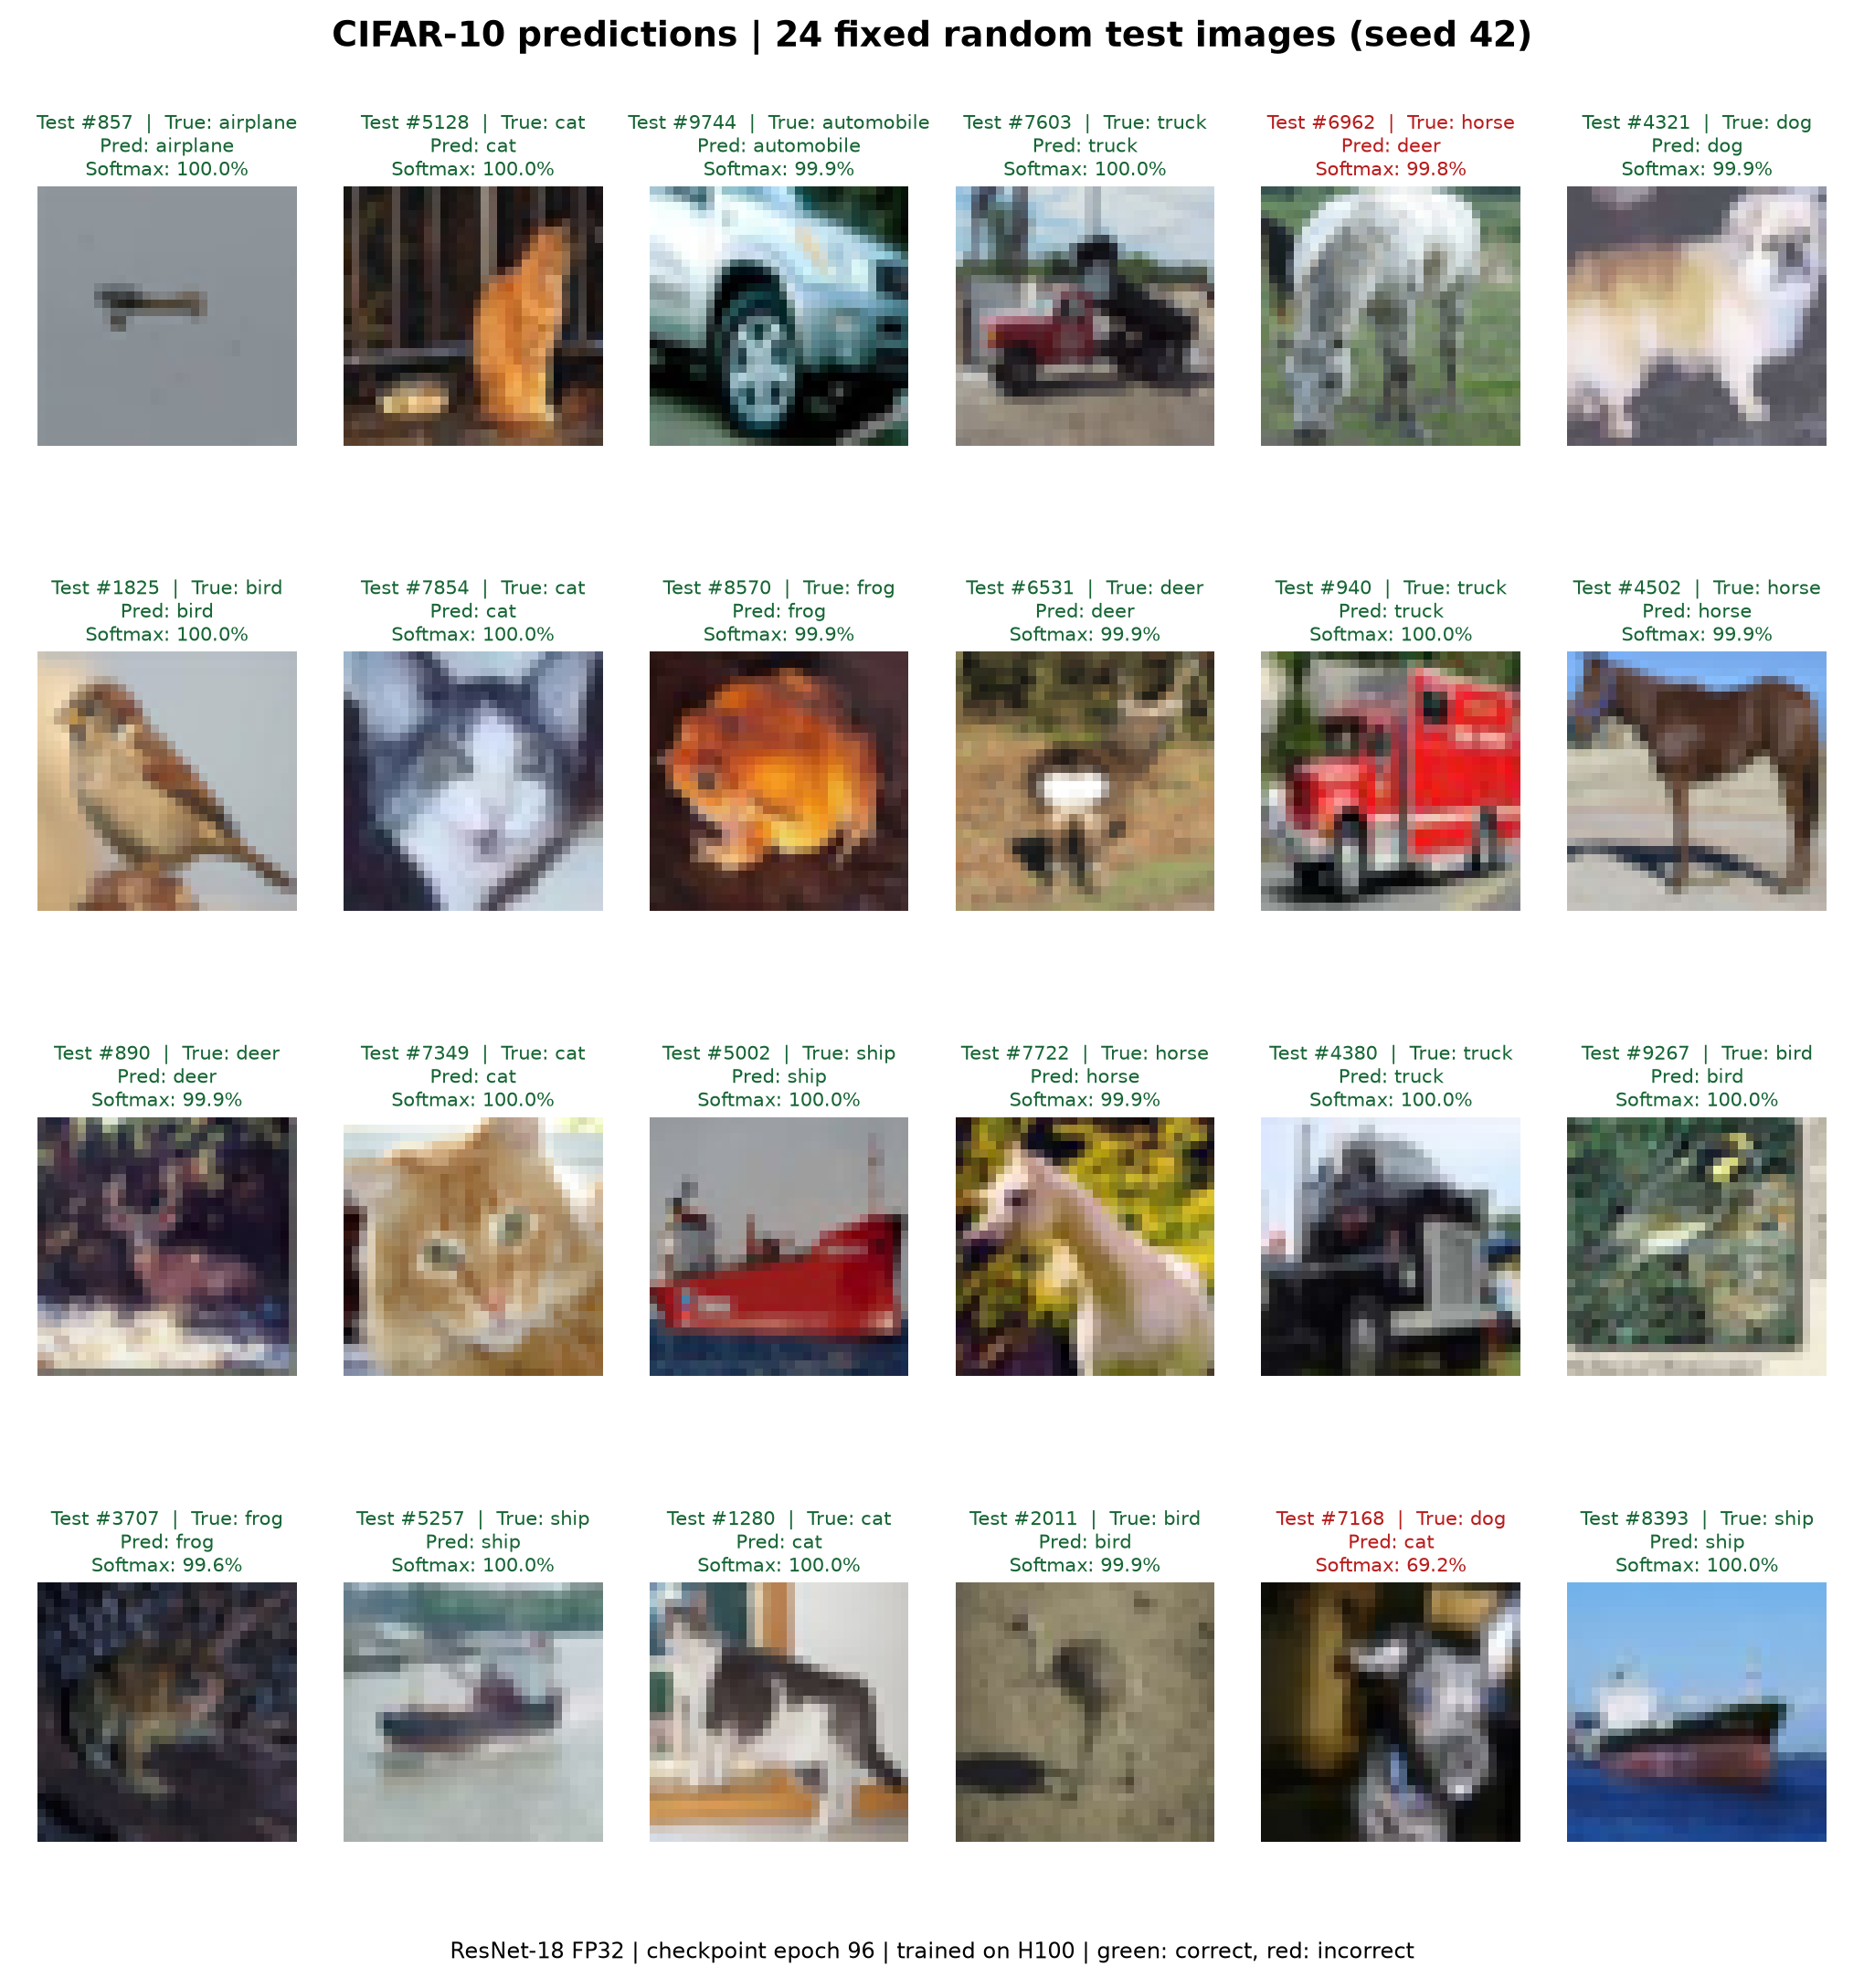 CIFAR-10 predictions | 24 fixed random test images (seed 42)
Test #857 | True: airplane
Pred: airplane
Softmax: 100.0%
Test #5128 | True: cat
Pred: cat
Softmax: 100.0%
Test #9744 | True: automobile
Pred: automobile
Softmax: 99.9%
Test #7603 | True: truck
Pred: truck
Softmax: 100.0%
Test #6962 | True: horse
Pred: deer
Softmax: 99.8%
Test #4321 | True: dog
Pred: dog
Softmax: 99.9%
Test #1825 | True: bird
Pred: bird
Softmax: 100.0%
Test #7854 | True: cat
Pred: cat
Softmax: 100.0%
Test #8570 | True: frog
Pred: frog
Softmax: 99.9%
Test #6531 | True: deer
Pred: deer
Softmax: 99.9%
Test #940 | True: truck
Pred: truck
Softmax: 100.0%
Test #4502 | True: horse
Pred: horse
Softmax: 99.9%
Test #890 | True: deer
Pred: deer
Softmax: 99.9%
Test #7349 | True: cat
Pred: cat
Softmax: 100.0%
Test #5002 | True: ship
Pred: ship
Softmax: 100.0%
Test #7722 | True: horse
Pred: horse
Softmax: 99.9%
Test #4380 | True: truck
Pred: truck
Softmax: 100.0%
Test #9267 | True: bird
Pred: bird
Softmax: 100.0%
Test #3707 | True: frog
Pred: frog
Softmax: 99.6%
Test #5257 | True: ship
Pred: ship
Softmax: 100.0%
Test #1280 | True: cat
Pred: cat
Softmax: 100.0%
Test #2011 | True: bird
Pred: bird
Softmax: 99.9%
Test #7168 | True: dog
Pred: cat
Softmax: 69.2%
Test #8393 | True: ship
Pred: ship
Softmax: 100.0%
ResNet-18 FP32 | checkpoint epoch 96 | trained on H100 | green: correct, red: incorrect